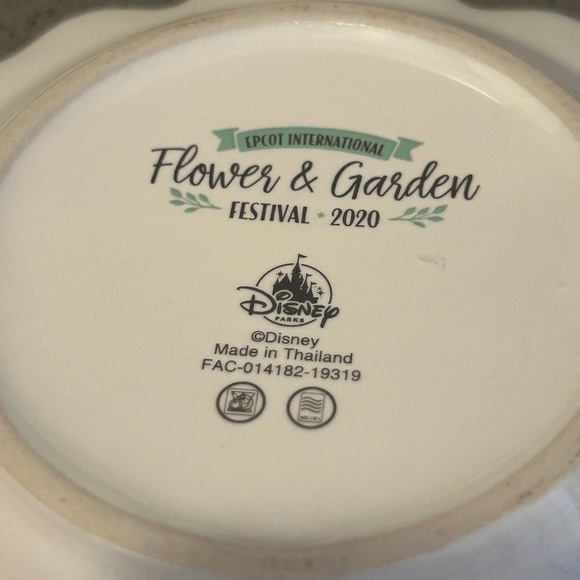 EPCOT INTERNATIONAL
Flower & Garden
FESTIVAL * 2020
Disney
PARKS
©Disney
Made in Thailand
FAC-014182-19319